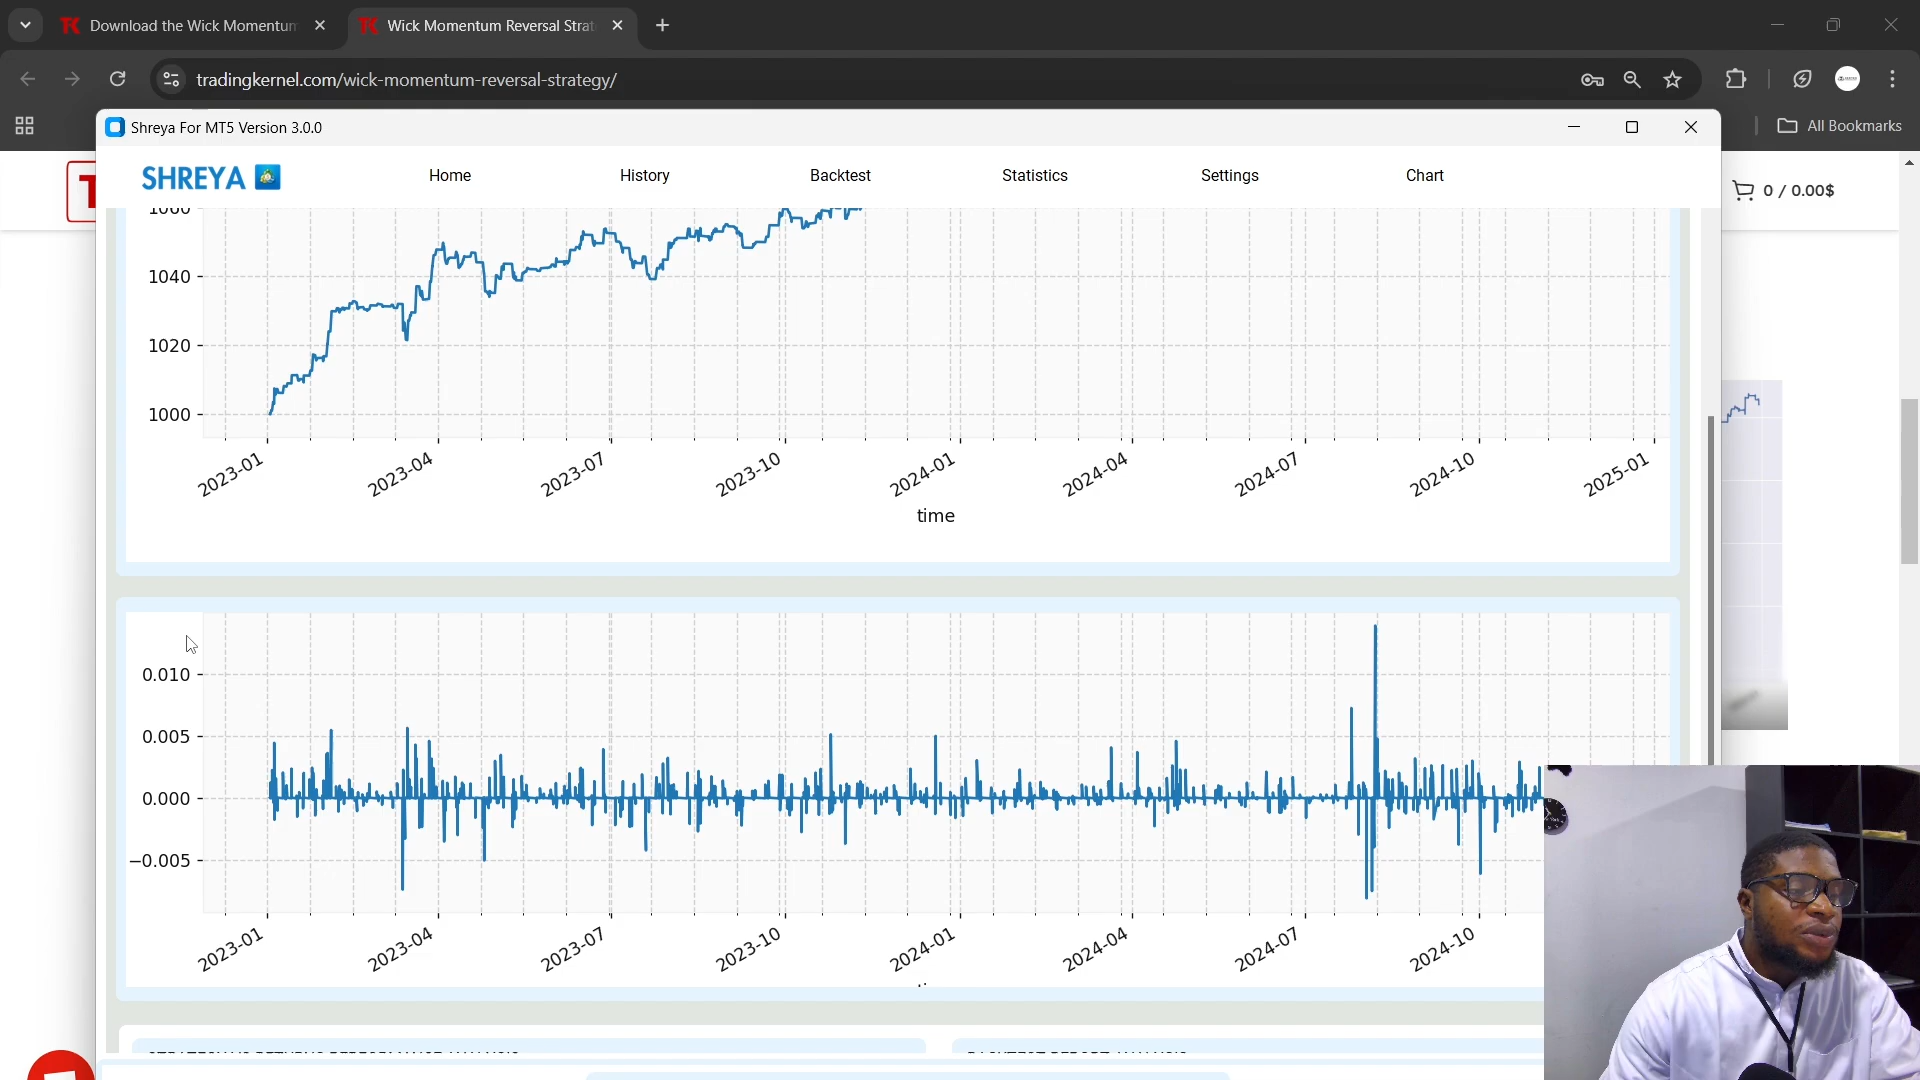 Download the Wick Momentum
Wick Momentum Reversal Strat
tradingkernel.com/wick-momentum-reversal-strategy/
All Bookmarks
Shreya For MT5 Version 3.0.0
SHREYA
Home
History
Backtest
Statistics
Settings
Chart
0 / 0.00$
1060
1040
1020
1000
2023-01
2023-04
2023-07
2023-10
2024-01
2024-04
2024-07
2024-10
2025-01
time
0.010
0.005
0.000
−0.005
2023-01
2023-04
2023-07
2023-10
2024-01
2024-04
2024-07
2024-10